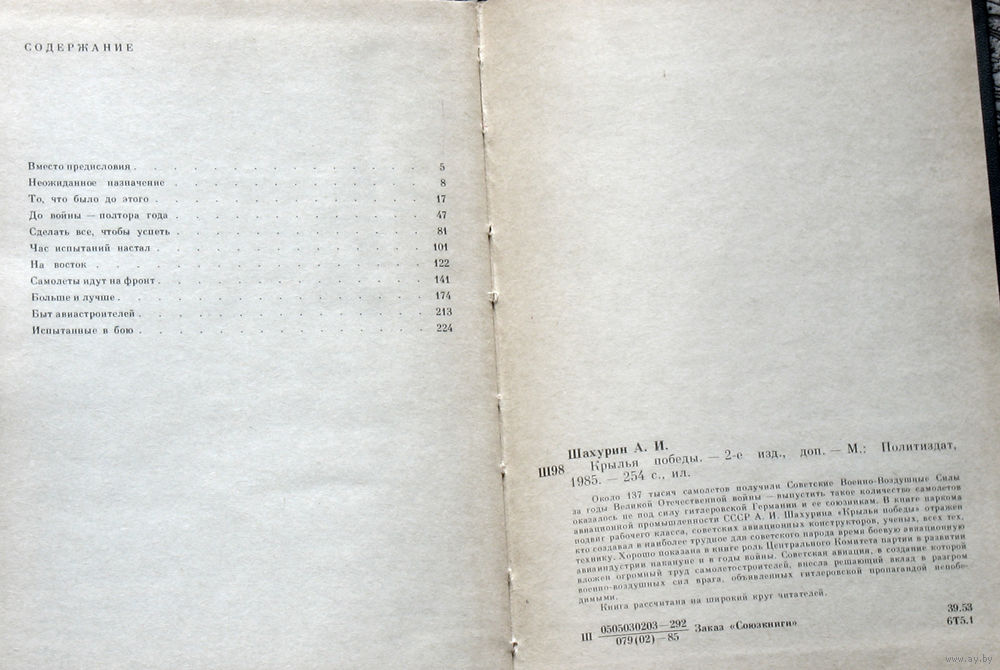 СОДЕРЖАНИЕ
Вместо предисловия . . . . . . . . . . . . 5
Неожиданное назначение . . . . . . . . . . 8
То, что было до этого . . . . . . . . . . . 17
До войны — полтора года . . . . . . . . . . 47
Сделать все, чтобы успеть . . . . . . . . . 81
Час испытаний настал . . . . . . . . . . . 101
На восток . . . . . . . . . . . . . . 122
Самолеты идут на фронт . . . . . . . . . . . 141
Больше и лучше . . . . . . . . . . . . . 174
Быт авиастроителей . . . . . . . . . . . . 213
Испытанные в бою . . . . . . . . . . . . 224
Шахурин А. И.
Ш98 Крылья победы. — 2-е изд., доп. — М.: Политиздат,
1985. — 254 с., ил.
Около 137 тысяч самолетов получили Советские Военно-Воздушные Силы
за годы Великой Отечественной войны — выпустить такое количество самолетов
оказалось не под силу гитлеровской Германии и ее союзникам. В книге наркома
авиационной промышленности СССР А. И. Шахурина «Крылья победы» отражен
подвиг рабочего класса, советских авиационных конструкторов, ученых, всех тех,
кто создавал в наиболее трудное для советского народа время боевую авиационную
технику. Хорошо показана в книге роль Центрального Комитета партии в развитии
авиаиндустрии накануне и в годы войны. Советская авиация, в создание которой
вложен огромный труд самолетостроителей, внесла решающий вклад в разгром
военно-воздушных сил врага, объявленных гитлеровской пропагандой непобе-
димыми.
Книга рассчитана на широкий круг читателей.
Ш 0505030203—292 Заказ «Союзкниги» 39.53
079(02)—85 6Т5.1
www.ay.by